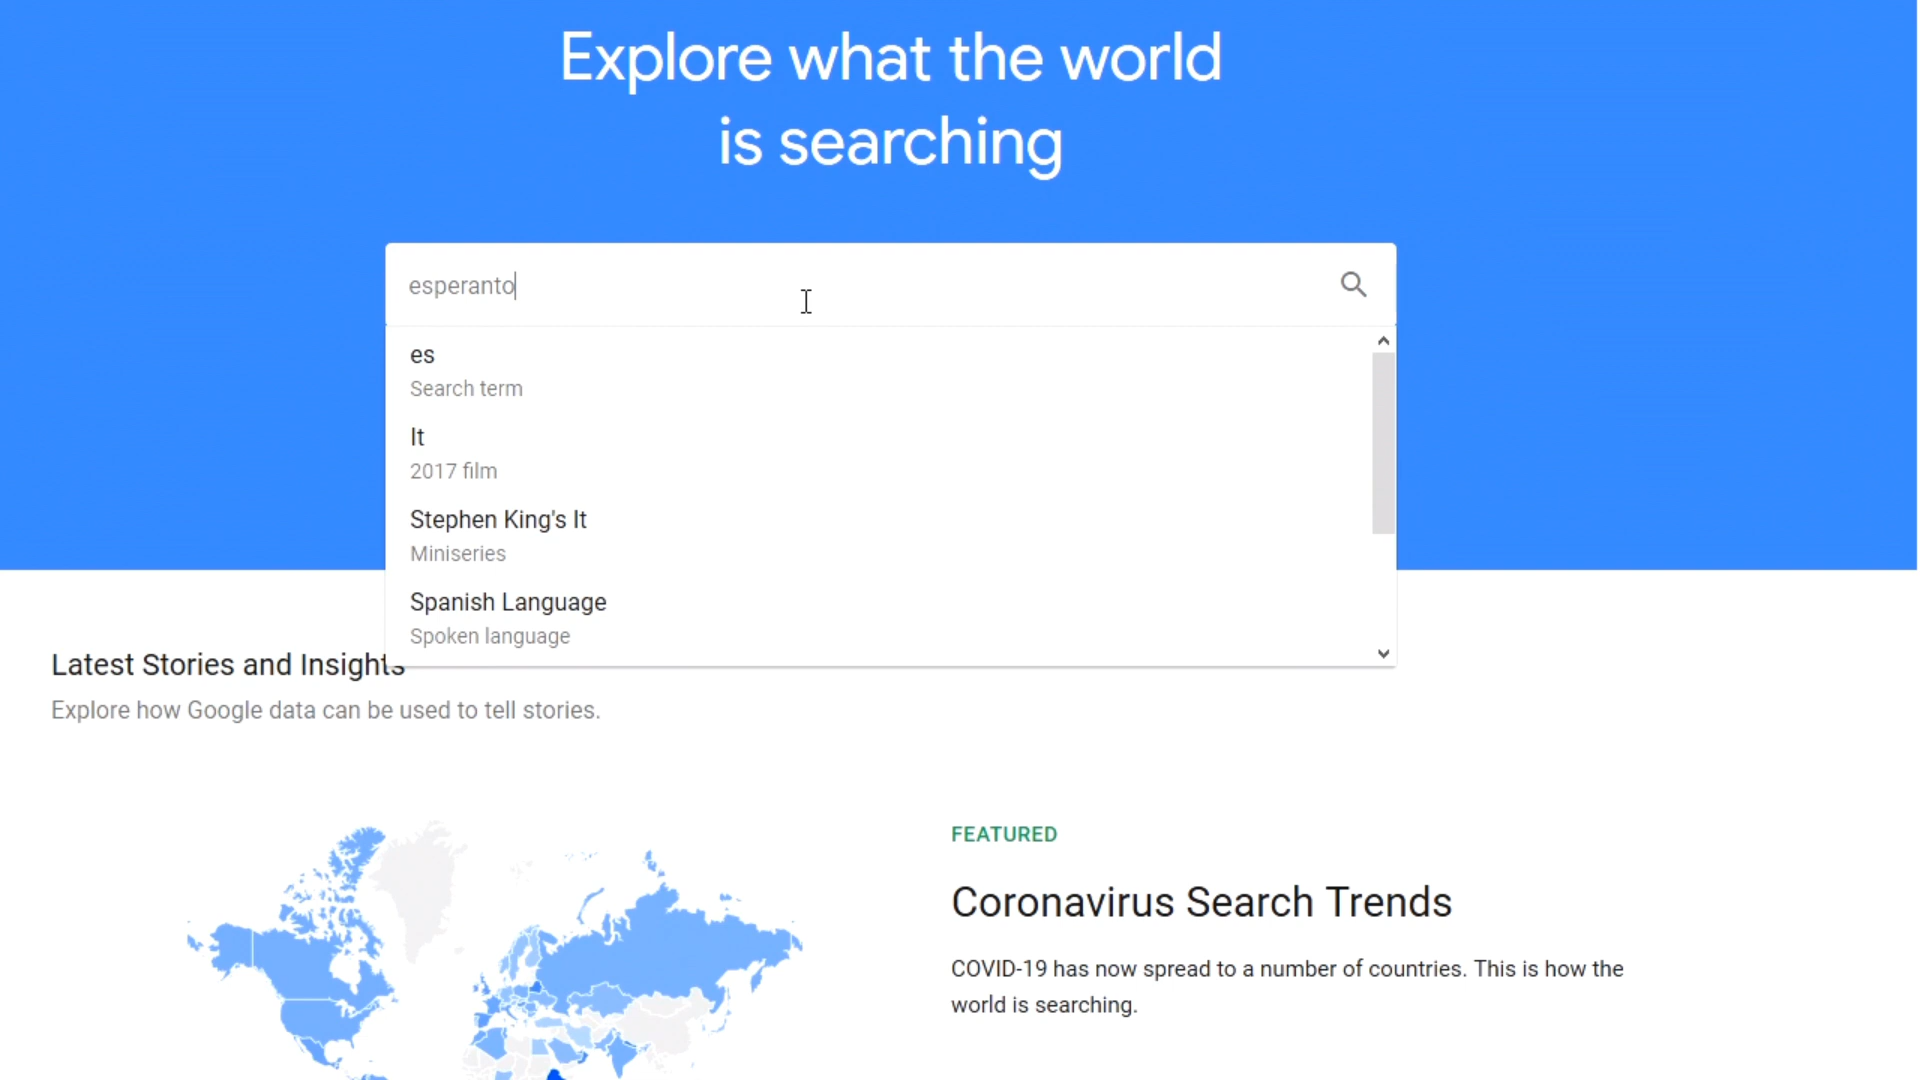 Explore what the world
is searching
esperanto
es
Search term
It
2017 film
Stephen King's It
Miniseries
Spanish Language
Spoken language
Latest Stories and Insights
Explore how Google data can be used to tell stories.
FEATURED
Coronavirus Search Trends
COVID-19 has now spread to a number of countries. This is how the
world is searching.